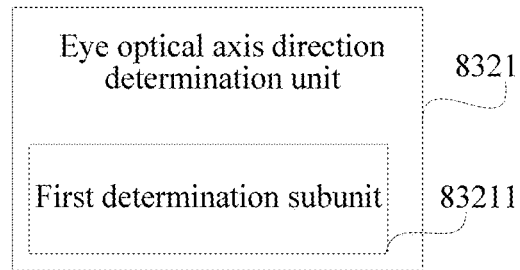 Eye optical axis direction
determination unit
8321
First determination subunit
83211